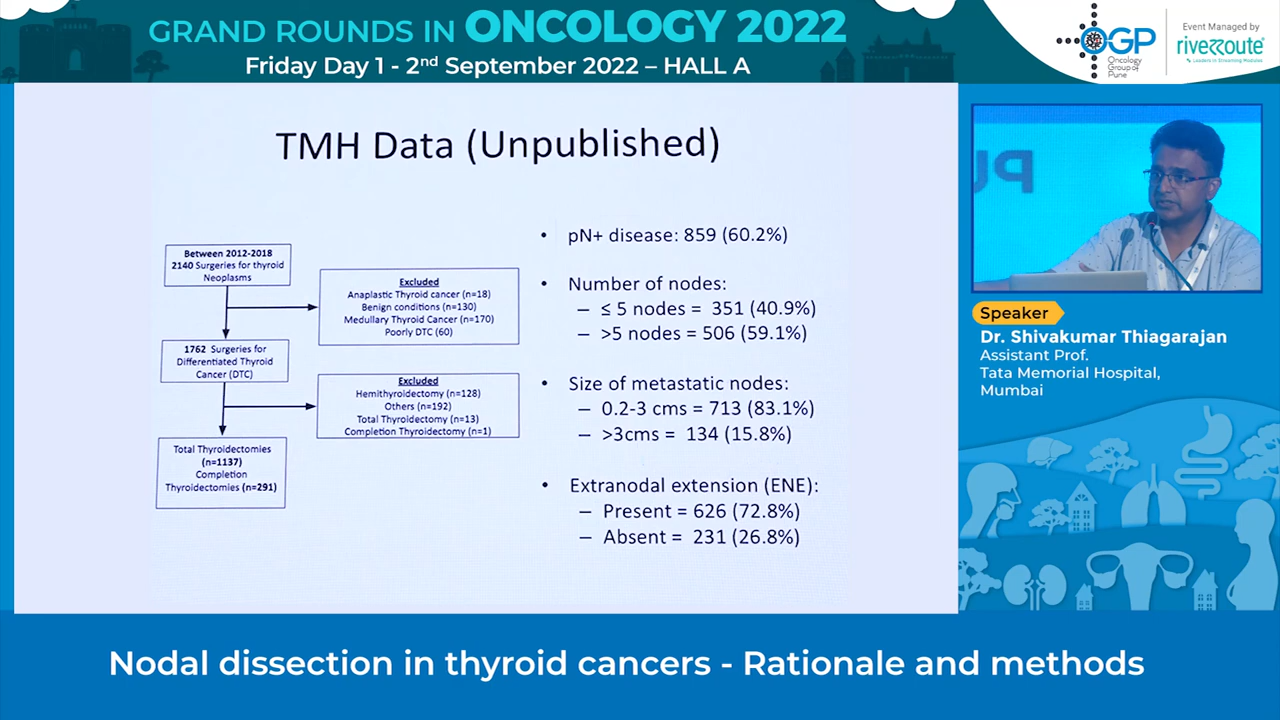 GRAND ROUNDS IN ONCOLOGY 2022
Friday Day 1 - 2nd September 2022 – HALL A
OGP
Oncology
Group of
Pune
Event Managed by
riveRRoute
Leaders in Streaming Modules
TMH Data (Unpublished)
Between 2012-2018
2140 Surgeries for thyroid
Neoplasms
Excluded
Anaplastic Thyroid cancer (n=18)
Benign conditions (n=130)
Medullary Thyroid Cancer (n=170)
Poorly DTC (60)
1762 Surgeries for
Differentiated Thyroid
Cancer (DTC)
Excluded
Hemithyroidectomy (n=128)
Others (n=192)
Total Thyroidectomy (n=13)
Completion Thyroidectomy (n=1)
Total Thyroidectomies
(n=1137)
Completion
Thyroidectomies (n=291)
• pN+ disease: 859 (60.2%)
• Number of nodes:
– ≤ 5 nodes = 351 (40.9%)
– >5 nodes = 506 (59.1%)
• Size of metastatic nodes:
– 0.2-3 cms = 713 (83.1%)
– >3cms = 134 (15.8%)
• Extranodal extension (ENE):
– Present = 626 (72.8%)
– Absent = 231 (26.8%)
PU
Speaker
Dr. Shivakumar Thiagarajan
Assistant Prof.
Tata Memorial Hospital,
Mumbai
Nodal dissection in thyroid cancers - Rationale and methods